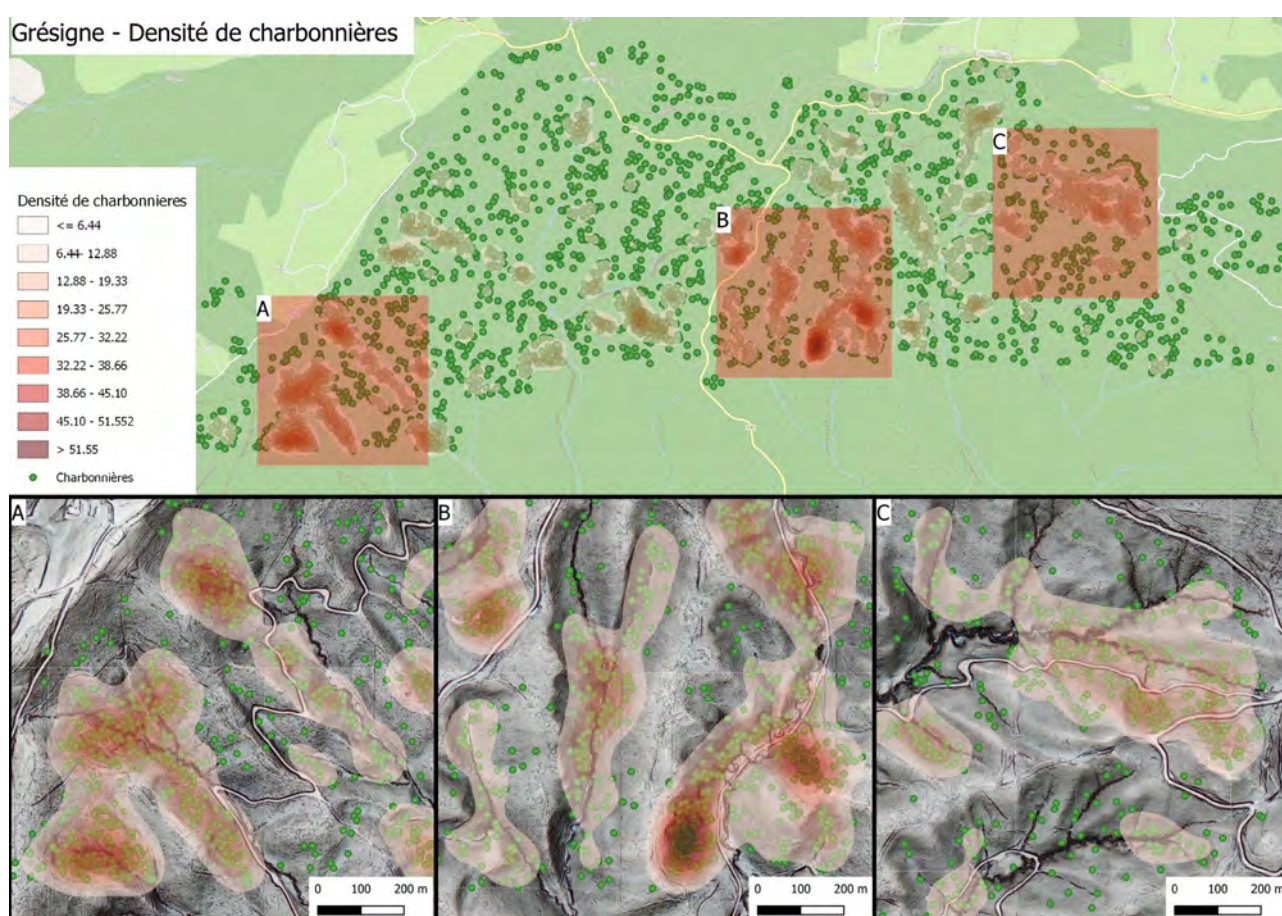 Grésigne - Densité de charbonnières
A
B
C
Densité de charbonnieres
<= 6.44
6.44- 12.88
12.88 - 19.33
19.33 - 25.77
25.77 - 32.22
32.22 - 38.66
38.66 - 45.10
45.10 - 51.552
> 51.55
Charbonnières
A
B
C
0 100 200 m
0 100 200 m
0 100 200 m